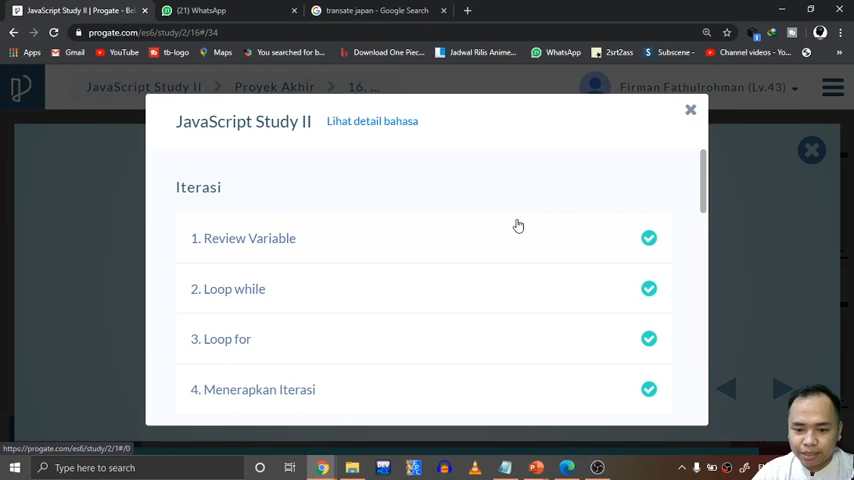 JavaScript Study II | Progate - Bel
(21) WhatsApp
transate japan - Google Search
progate.com/es6/study/2/16#/34
Apps
Gmail
YouTube
tb-logo
Maps
You searched for b...
Download One Piec...
Jadwal Rilis Anime...
WhatsApp
2srt2ass
Subscene -
Channel videos - Yo...
JavaScript Study II
Proyek Akhir
16. ...
Firman Fathulrohman (Lv.43)
JavaScript Study II
Lihat detail bahasa
Iterasi
1. Review Variable
2. Loop while
3. Loop for
4. Menerapkan Iterasi
https://progate.com/es6/study/2/1#/0
Type here to search